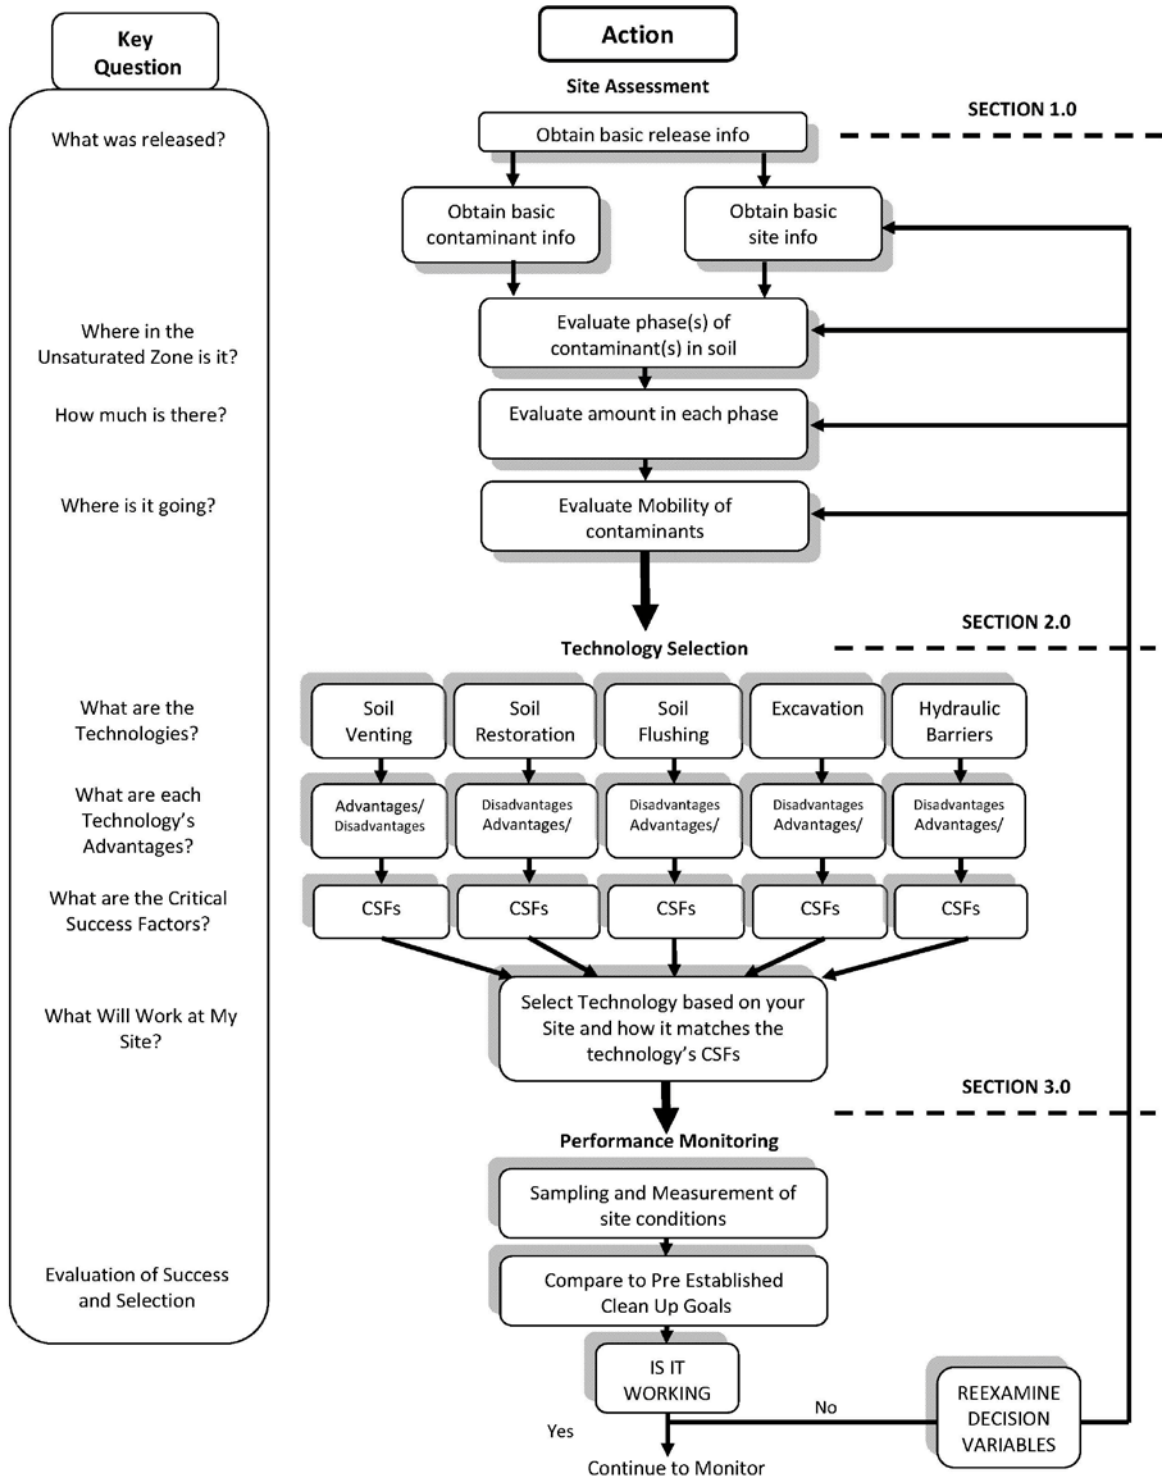 Key
Question
Action
Site Assessment
SECTION 1.0
What was released?
Obtain basic release info
Obtain basic
contaminant info
Obtain basic
site info
Where in the
Unsaturated Zone is it?
Evaluate phase(s) of
contaminant(s) in soil
How much is there?
Evaluate amount in each phase
Where is it going?
Evaluate Mobility of
contaminants
SECTION 2.0
Technology Selection
What are the
Technologies?
Soil
Venting
Soil
Restoration
Soil
Flushing
Excavation
Hydraulic
Barriers
What are each
Technology's
Advantages?
Advantages/
Disadvantages
Disadvantages
Advantages/
Disadvantages
Advantages/
Disadvantages
Advantages/
Disadvantages
Advantages/
What are the Critical
Success Factors?
CSFs
CSFs
CSFs
CSFs
CSFs
What Will Work at My
Site?
Select Technology based on your
Site and how it matches the
technology's CSFs
SECTION 3.0
Performance Monitoring
Sampling and Measurement of
site conditions
Evaluation of Success
and Selection
Compare to Pre Established
Clean Up Goals
IS IT
WORKING
Yes
No
REEXAMINE
DECISION
VARIABLES
Continue to Monitor